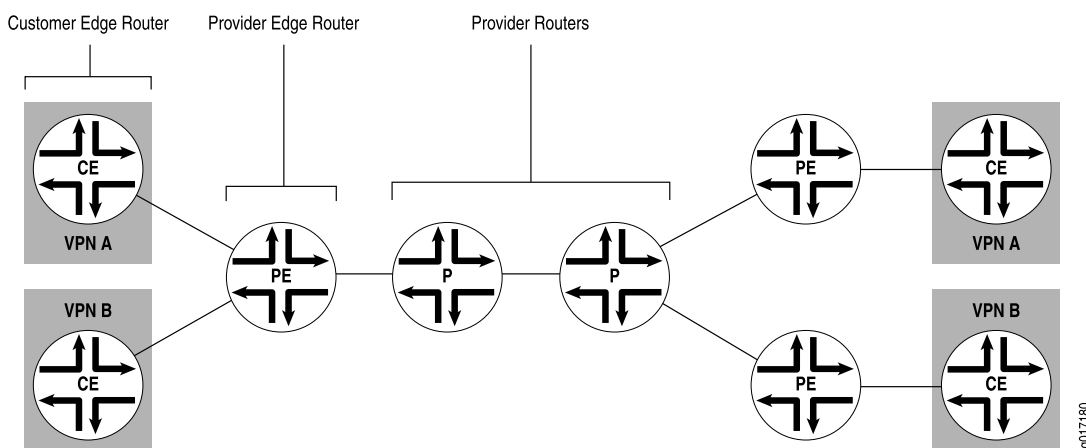 Customer Edge Router
Provider Edge Router
Provider Routers
CE
VPN A
PE
CE
VPN A
PE
P
P
VPN B
CE
VPN B
PE
CE
g017180